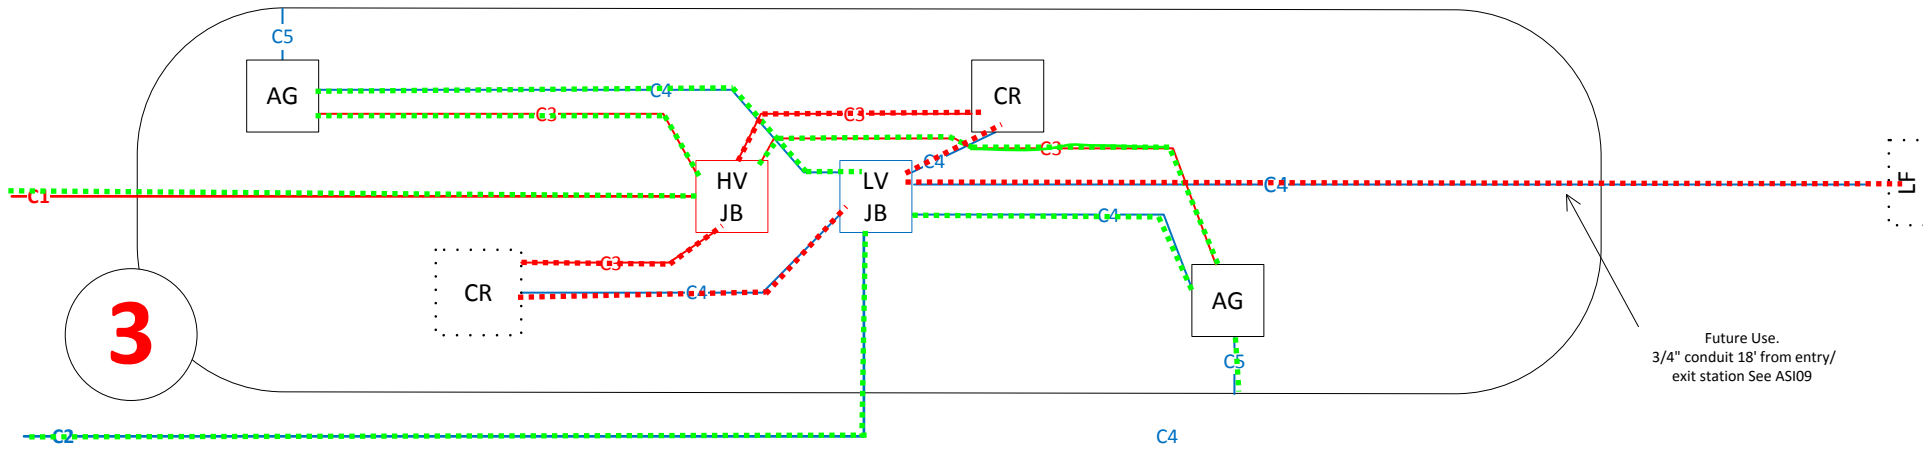 C5
AG
C4
CR
C3
C3
C3
C4
HV
JB
LV
JB
C4
C1
LF
C4
C3
CR
C4
AG
3
Future Use.
3/4" conduit 18' from entry/
exit station See ASI09
C5
C2
C4